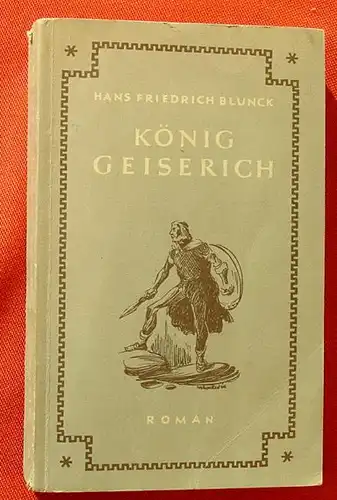 HANS FRIEDRICH BLUNCK
KÖNIG
GEISERICH
ROMAN